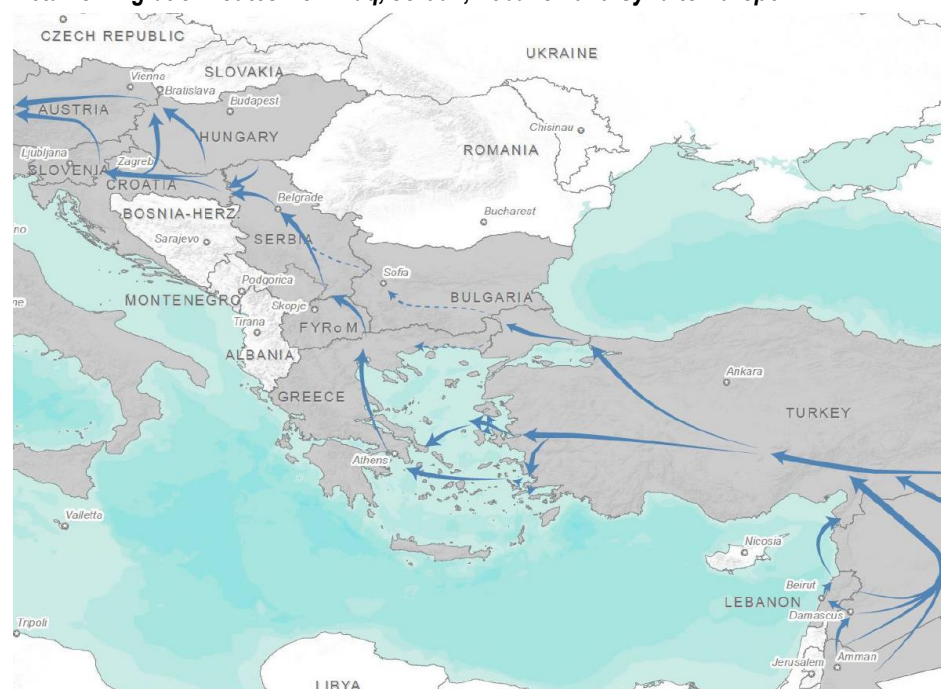 CZECH REPUBLIC
UKRAINE
SLOVAKIA
Vienna
Bratislava
AUSTRIA
Budapest
HUNGARY
Chisinau
ROMANIA
Ljubljana
Zagreb
SLOVENIA
CROATIA
Belgrade
BOSNIA-HERZ.
Bucharest
SERBIA
Sarajevo
no
Sofia
Podgorica
BULGARIA
MONTENEGRO
Skopje
FYRoM
Tirana
ALBANIA
Ankara
GREECE
TURKEY
Athens
Valletta
Nicosia
Beirut
LEBANON
Damascus
Tripoli
Jerusalem
Amman
LIBYA